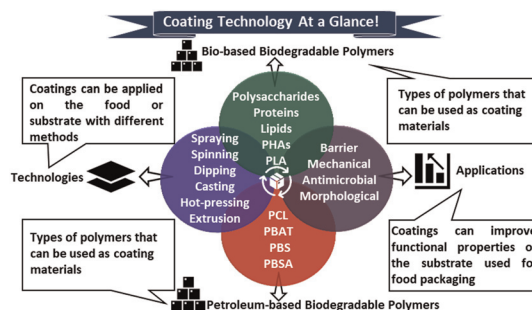 Coating Technology At a Glance!
Bio-based Biodegradable Polymers
Coatings can be applied
on the food or
substrate with different
methods
Types of polymers that
can be used as coating
materials
Polysaccharides
Proteins
Lipids
PHAs
PLA
Spraying
Spinning
Dipping
Casting
Hot-pressing
Extrusion
Barrier
Mechanical
Antimicrobial
Morphological
Technologies
Applications
PCL
PBAT
PBS
PBSA
Types of polymers that
can be used as coating
materials
Coatings can improve
functional properties o
the substrate used fo
food packaging
Petroleum-based Biodegradable Polymers